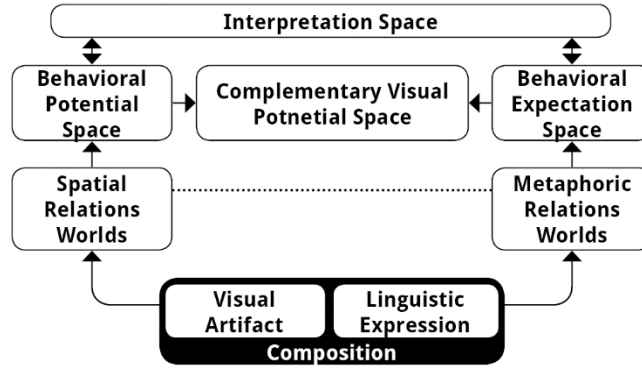 Interpretation Space
Behavioral
Potential
Space
Complementary Visual
Potnetial Space
Behavioral
Expectation
Space
Spatial
Relations
Worlds
Metaphoric
Relations
Worlds
Visual
Artifact
Linguistic
Expression
Composition